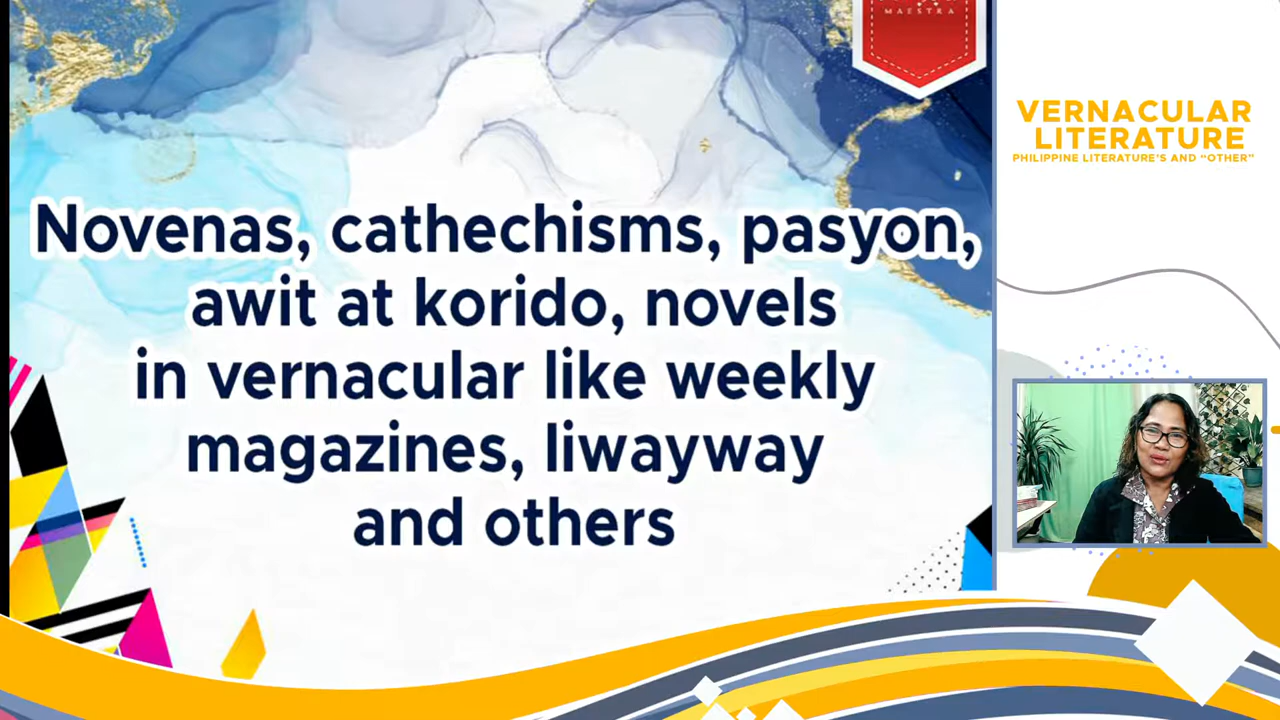 MAESTRA
Novenas, cathechisms, pasyon,
awit at korido, novels
in vernacular like weekly
magazines, liwayway
and others
VERNACULAR
LITERATURE
PHILIPPINE LITERATURE'S AND “OTHER”